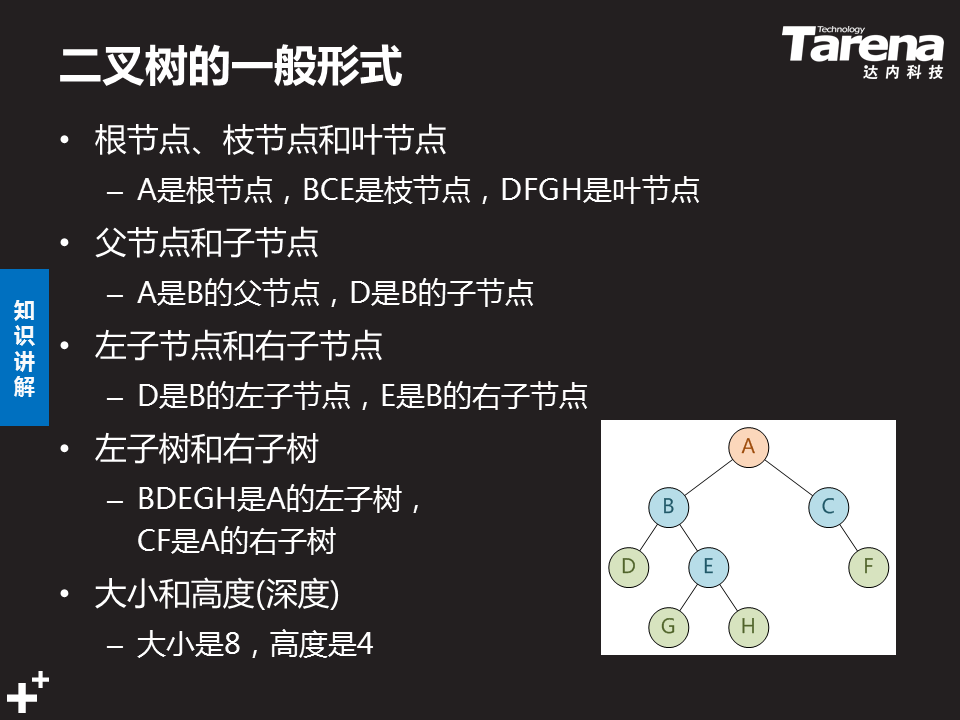 二叉树的一般形式
Technology
Tarena
达内科技
• 根节点、枝节点和叶节点
– A是根节点，BCE是枝节点，DFGH是叶节点
• 父节点和子节点
– A是B的父节点，D是B的子节点
• 左子节点和右子节点
– D是B的左子节点，E是B的右子节点
• 左子树和右子树
– BDEGH是A的左子树，
CF是A的右子树
• 大小和高度(深度)
– 大小是8，高度是4
知识讲解
A
B
C
D
E
F
G
H